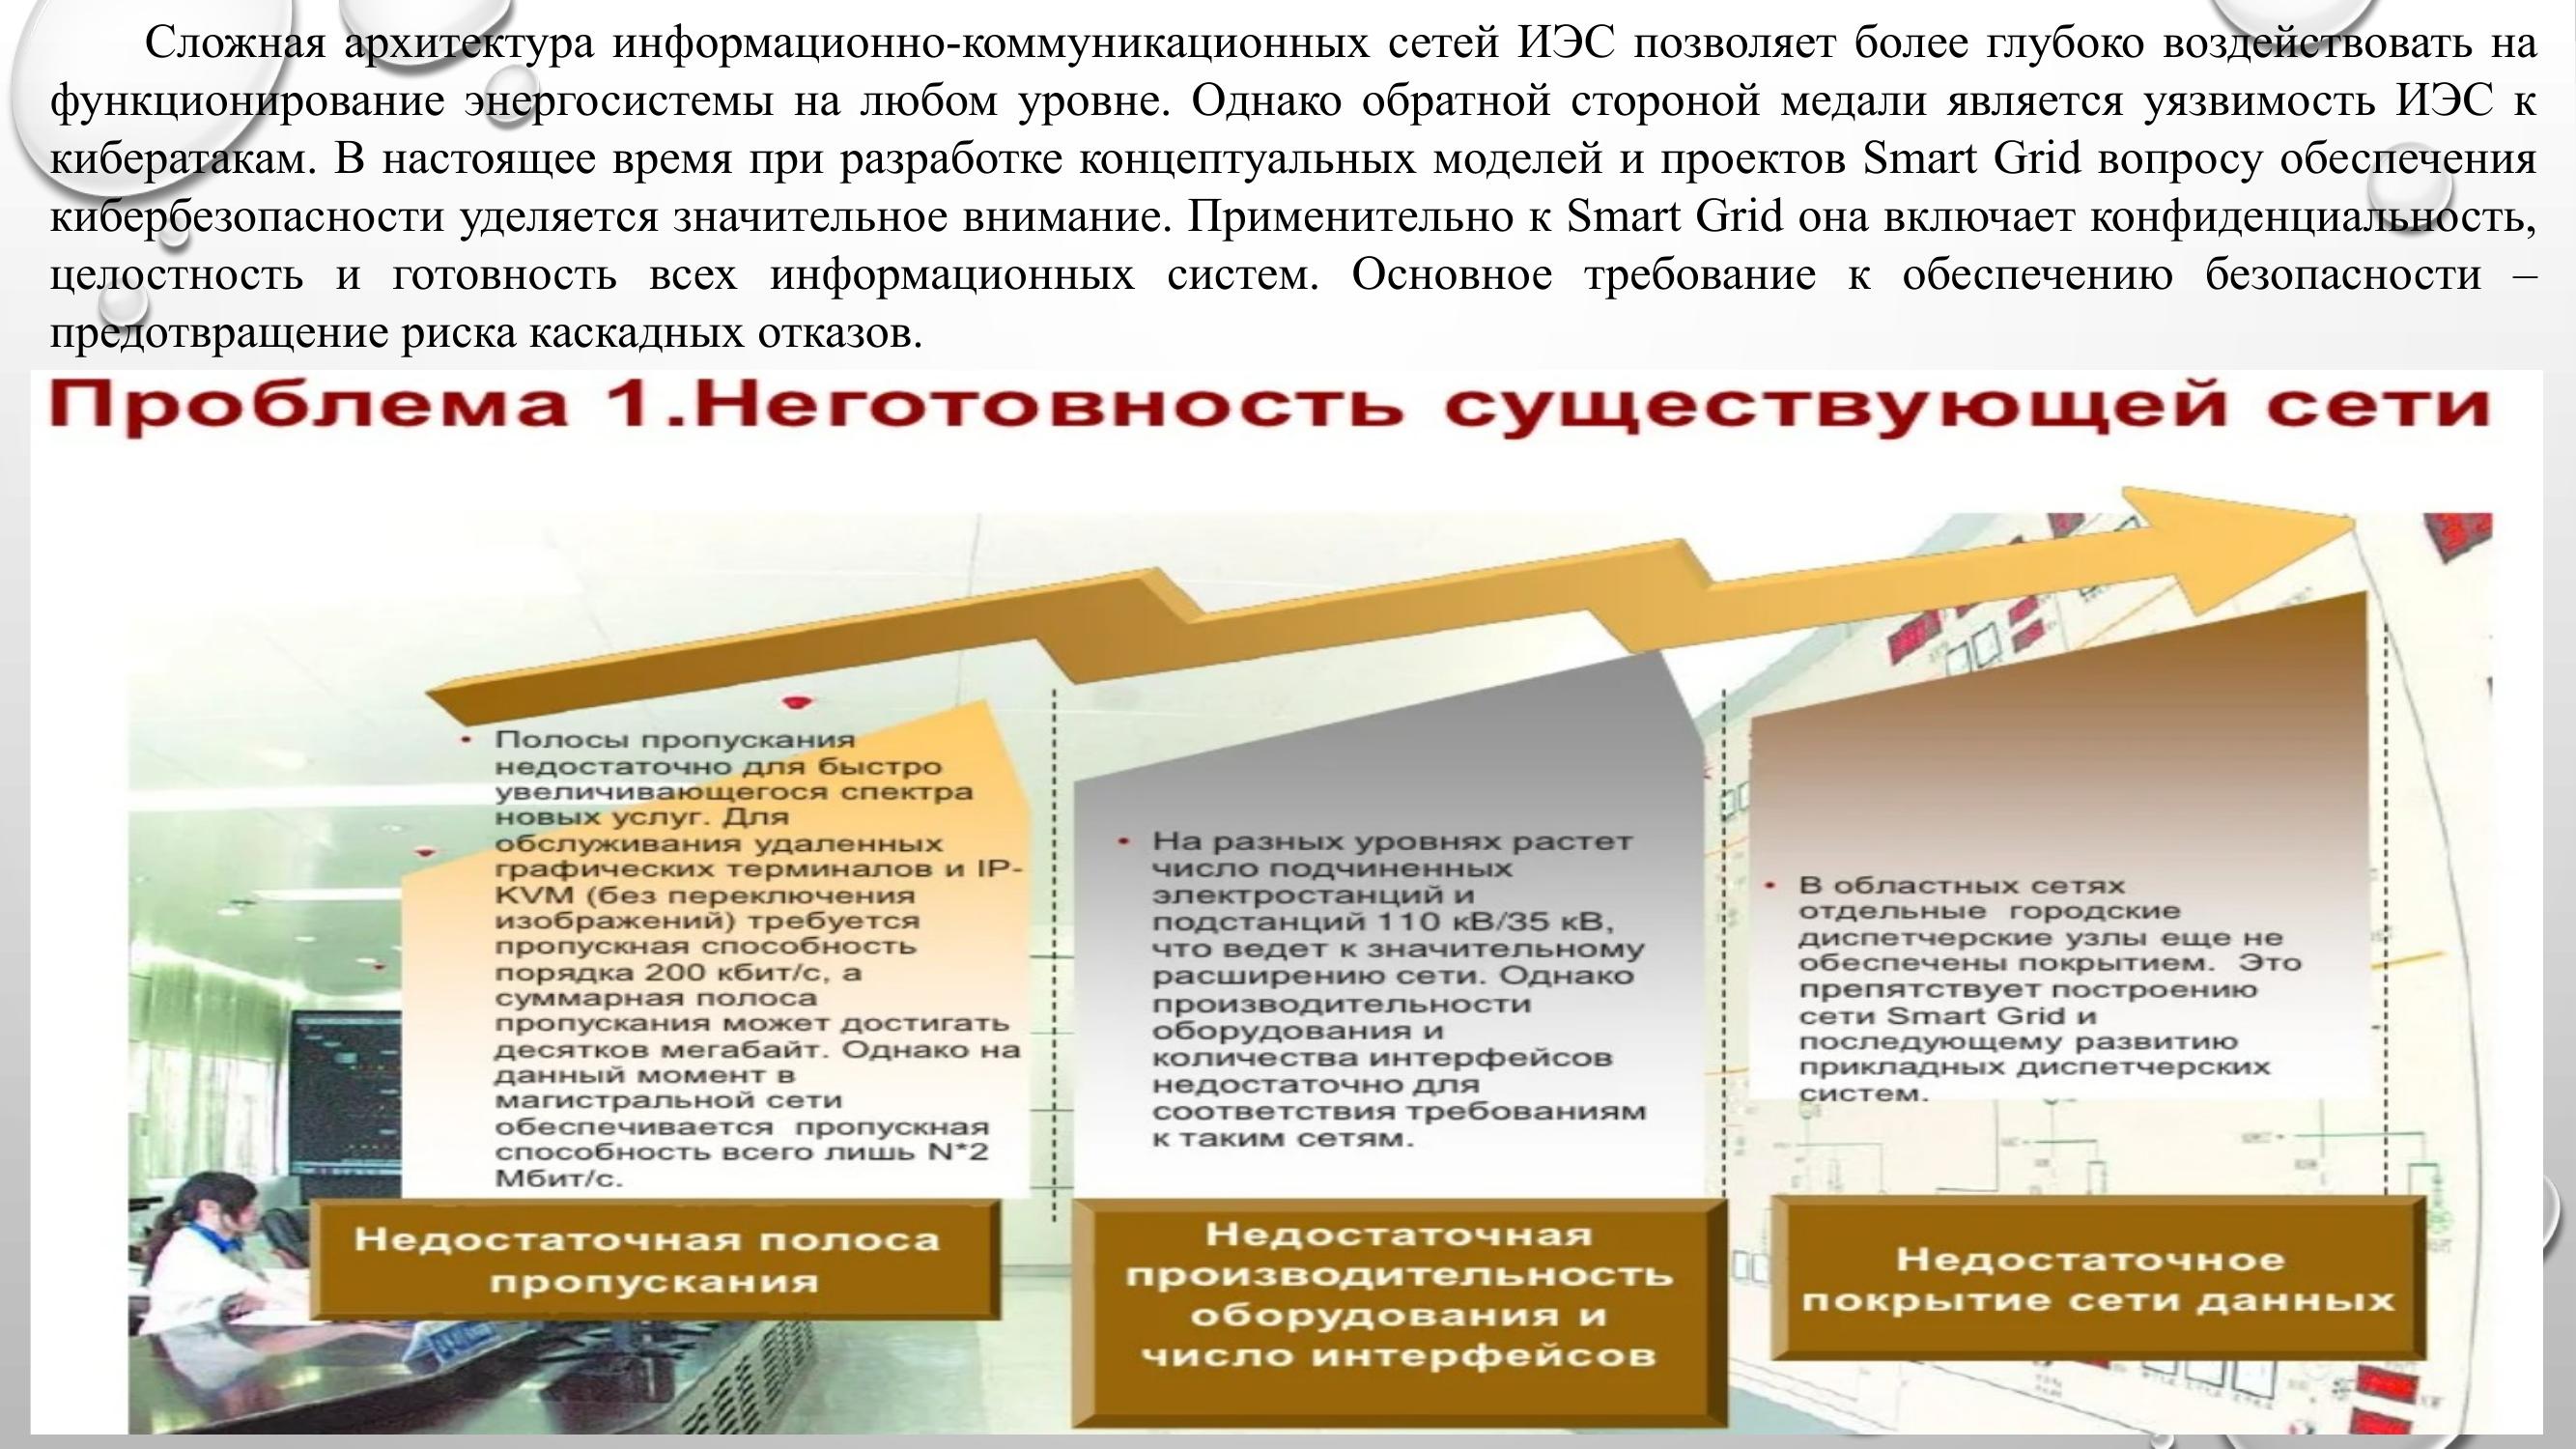 Сложная архитектура информационно-коммуникационных сетей ИЭС позволяет более глубоко воздействовать на
функционирование энергосистемы на любом уровне. Однако обратной стороной медали является уязвимость ИЭС к
кибератакам. В настоящее время при разработке концептуальных моделей и проектов Smart Grid вопросу обеспечения
кибербезопасности уделяется значительное внимание. Применительно к Smart Grid она включает конфиденциальность,
целостность и готовность всех информационных систем. Основное требование к обеспечению безопасности –
предотвращение риска каскадных отказов.
Проблема 1.Неготовность существующей сети
• Полосы пропускания
недостаточно для быстро
увеличивающегося спектра
новых услуг. Для
обслуживания удаленных
графических терминалов и IP-
KVM (без переключения
изображений) требуется
пропускная способность
порядка 200 кбит/с, а
суммарная полоса
пропускания может достигать
десятков мегабайт. Однако на
данный момент в
магистральной сети
обеспечивается пропускная
способность всего лишь N*2
Мбит/с.
Недостаточная полоса
пропускания
• На разных уровнях растет
число подчиненных
электростанций и
подстанций 110 кВ/35 кВ,
что ведет к значительному
расширению сети. Однако
производительности
оборудования и
количества интерфейсов
недостаточно для
соответствия требованиям
к таким сетям.
Недостаточная
производительность
оборудования и
число интерфейсов
• В областных сетях
отдельные городские
диспетчерские узлы еще не
обеспечены покрытием. Это
препятствует построению
сети Smart Grid и
последующему развитию
прикладных диспетчерских
систем.
Недостаточное
покрытие сети данных